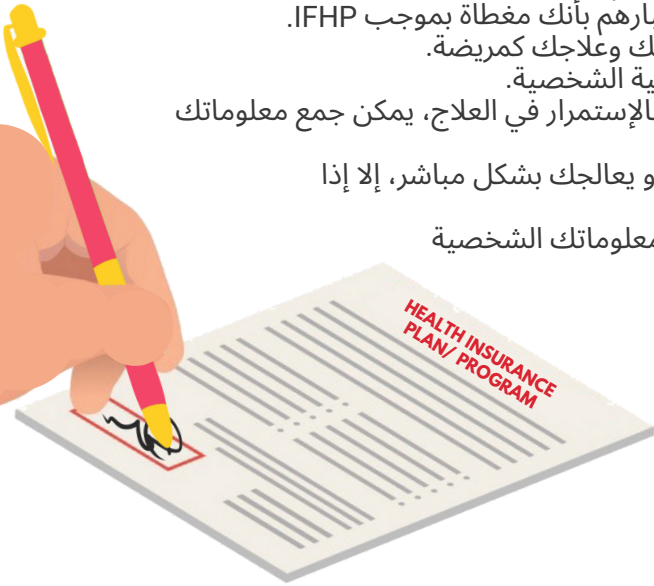 بارهم بأنك مغطاة بموجب IFHP.
ك وعلاجك كمريضة.
ية الشخصية.
الإستمرار في العلاج، يمكن جمع معلوماتك
و يعالجك بشكل مباشر، إلا إذا
معلوماتك الشخصية
HEALTH INSURANCE
PLAN/ PROGRAM